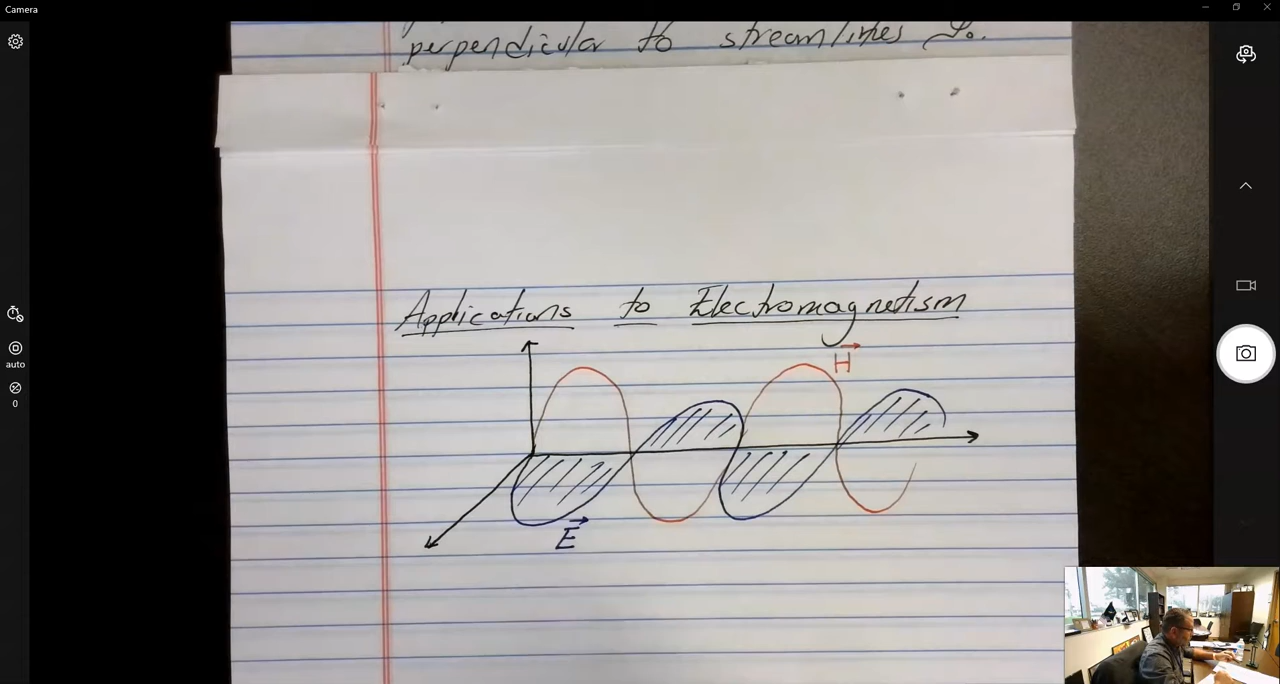 Camera
perpendicular to streamlines
Applications to Electromagnetism
H
E
auto
0